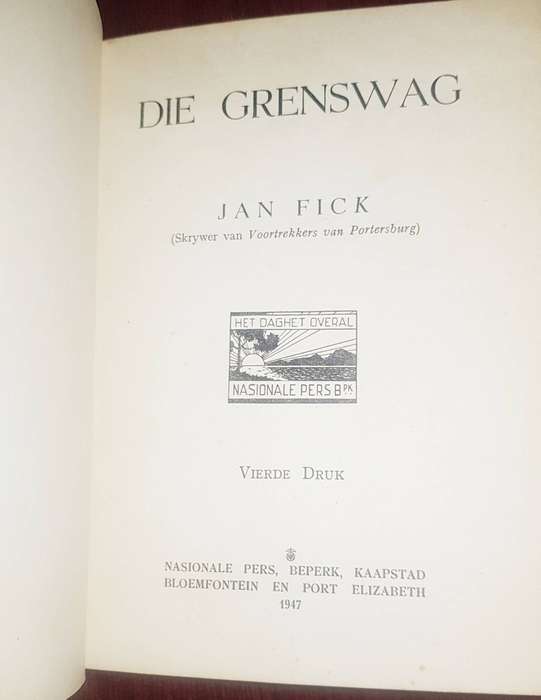 DIE GRENSWAG
JAN FICK
(Skrywer van Voortrekkers van Portersburg)
HET DAGHET OVERAL
NASIONALE PERS BPK
VIERDE DRUK
NASIONALE PERS, BEPERK, KAAPSTAD
BLOEMFONTEIN EN PORT ELIZABETH
1947